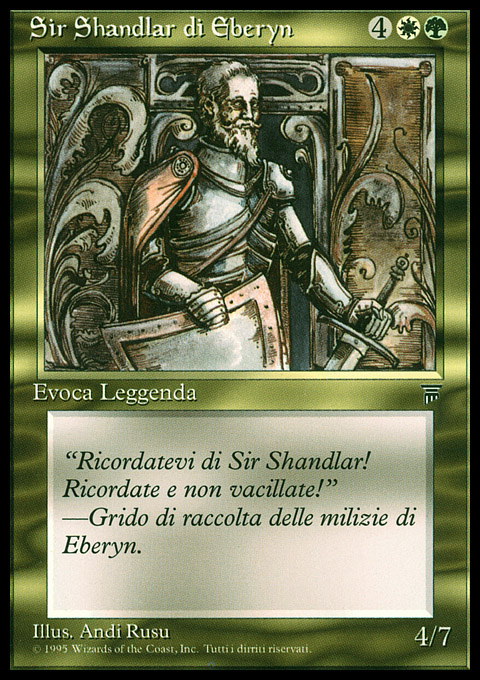 Sir Shandlar di Eberyn 4
Evoca Leggenda
“Ricordatevi di Sir Shandlar!
Ricordate e non vacillate!”
—Grido di raccolta delle milizie di
Eberyn.
Illus. Andi Rusu
4/7
© 1995 Wizards of the Coast, Inc. Tutti i diritti riservati.